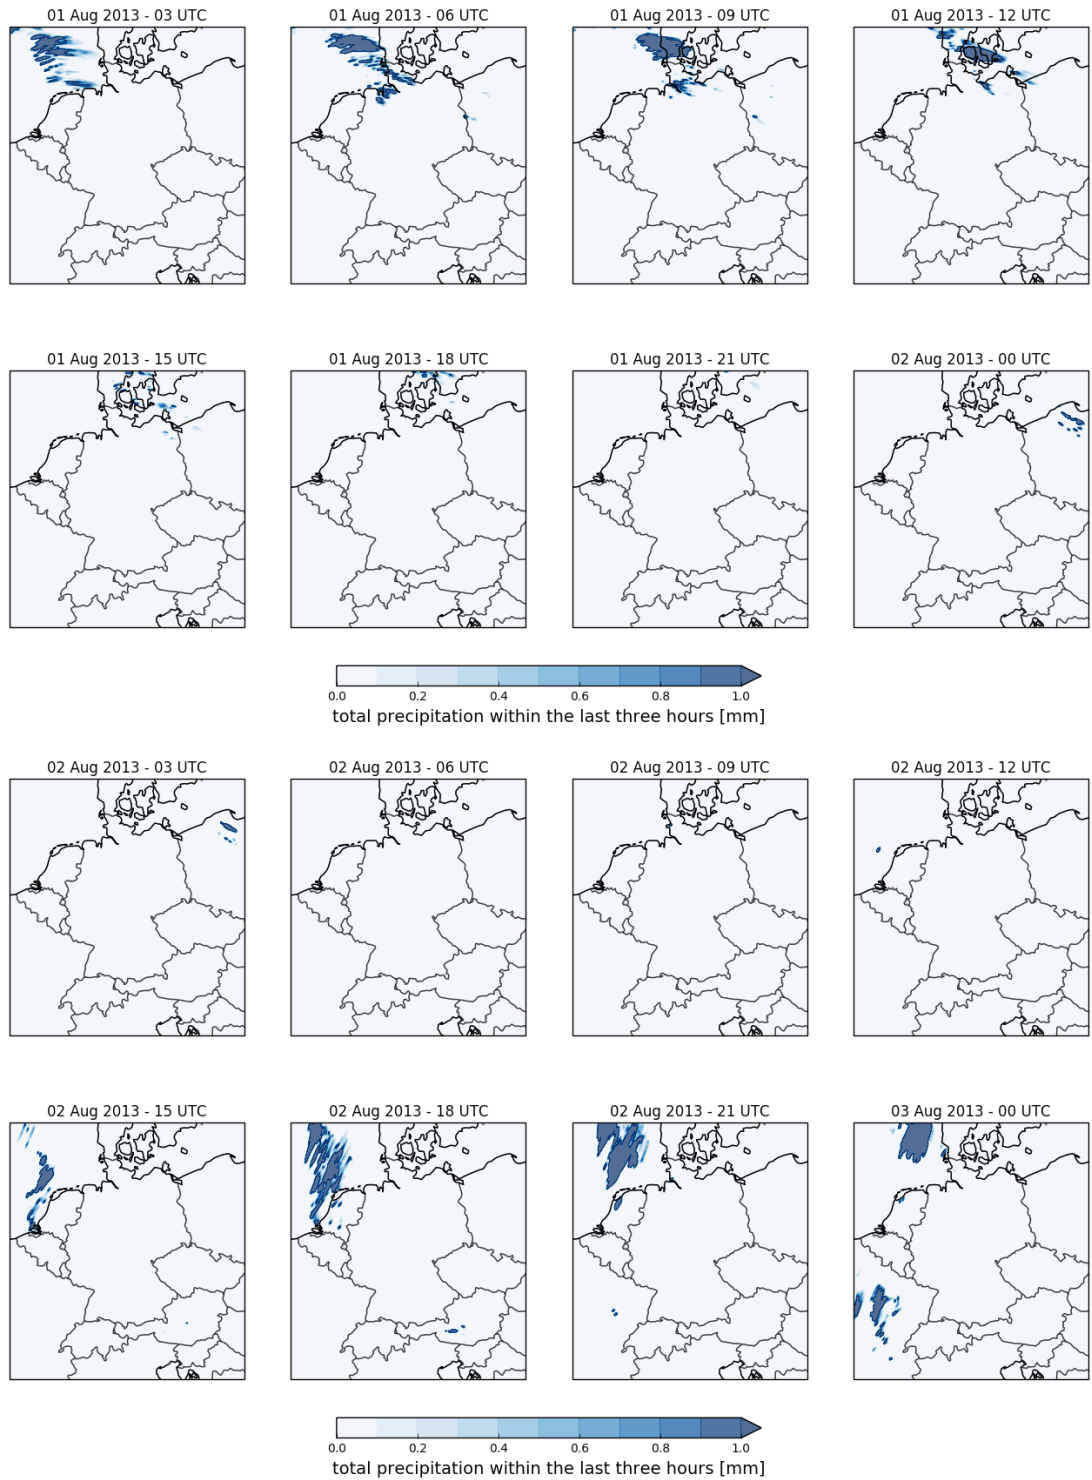 01 Aug 2013 - 03 UTC
01 Aug 2013 - 06 UTC
01 Aug 2013 - 09 UTC
01 Aug 2013 - 12 UTC
01 Aug 2013 - 15 UTC
01 Aug 2013 - 18 UTC
01 Aug 2013 - 21 UTC
02 Aug 2013 - 00 UTC
0.0 0.2 0.4 0.6 0.8 1.0
total precipitation within the last three hours [mm]
02 Aug 2013 - 03 UTC
02 Aug 2013 - 06 UTC
02 Aug 2013 - 09 UTC
02 Aug 2013 - 12 UTC
02 Aug 2013 - 15 UTC
02 Aug 2013 - 18 UTC
02 Aug 2013 - 21 UTC
03 Aug 2013 - 00 UTC
0.0 0.2 0.4 0.6 0.8 1.0
total precipitation within the last three hours [mm]